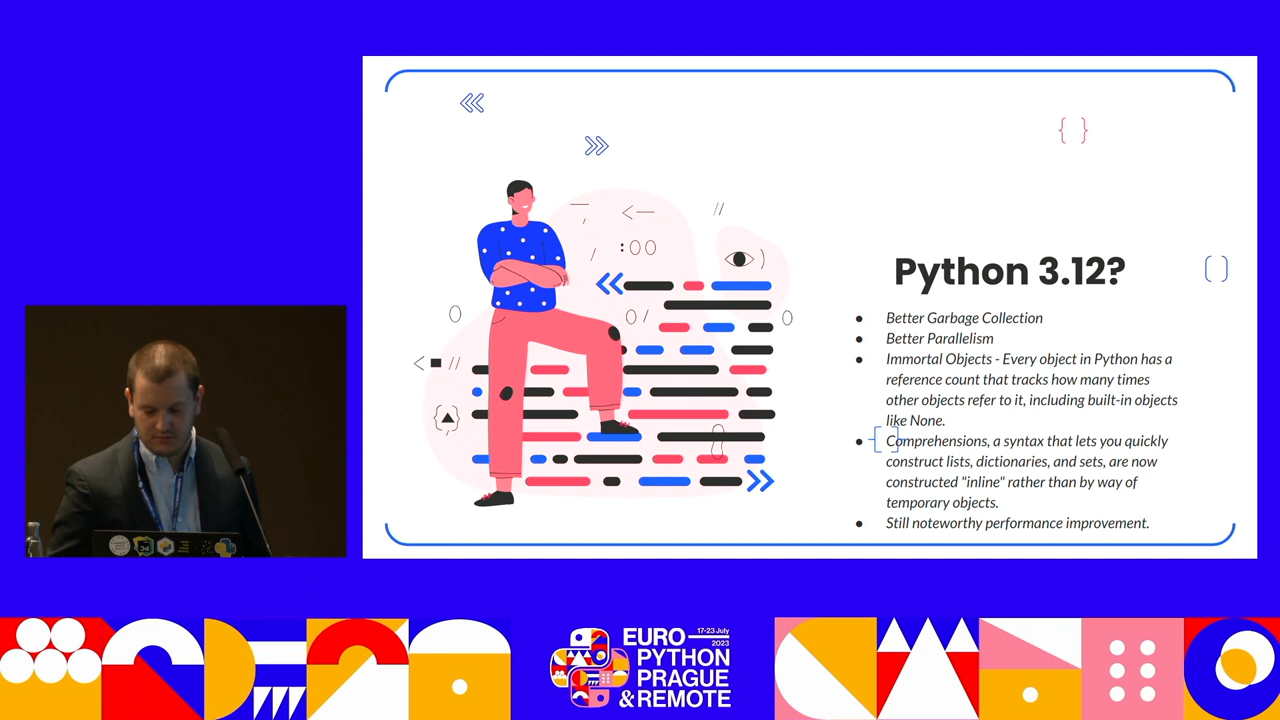 Python 3.12?
● Better Garbage Collection
● Better Parallelism
● Immortal Objects - Every object in Python has a
reference count that tracks how many times
other objects refer to it, including built-in objects
like None.
● Comprehensions, a syntax that lets you quickly
construct lists, dictionaries, and sets, are now
constructed "inline" rather than by way of
temporary objects.
● Still noteworthy performance improvement.
EURO 17-23 July 2023
PYTHON
PRAGUE
& REMOTE